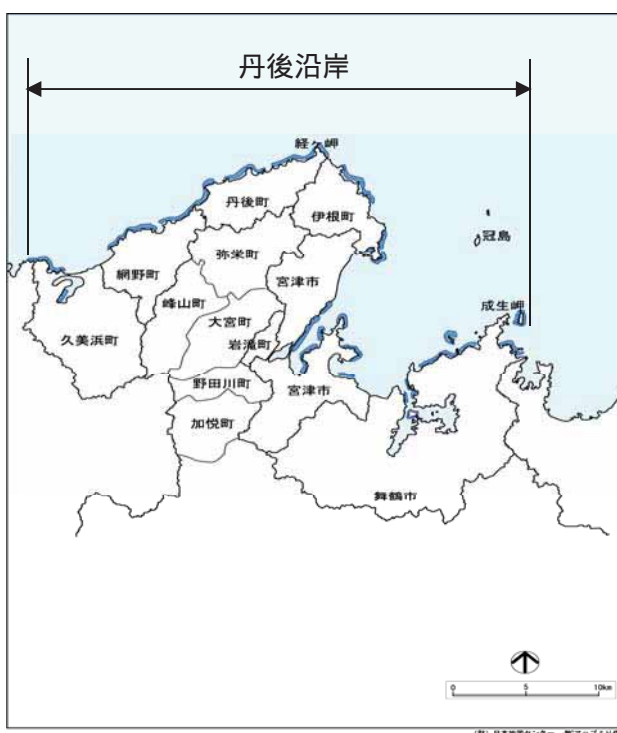 丹後沿岸
経ヶ岬
丹後町
伊根町
冠島
弥栄町
網野町
宮津市
峰山町
成生岬
大宮町
久美浜町
岩滝町
野田川町
宮津市
加悦町
舞鶴市
0 5 10km